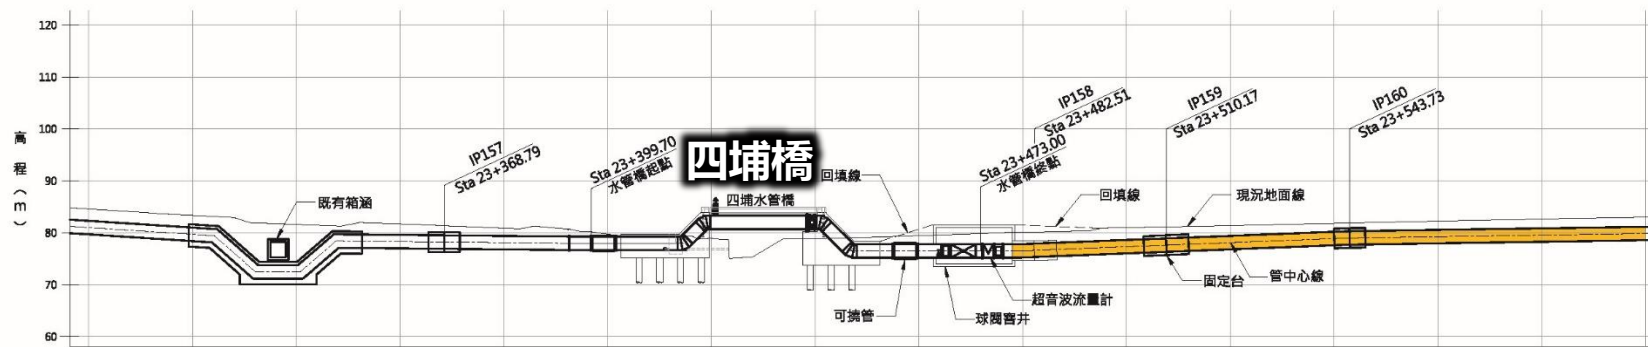 120
110
100
90
80
70
60
高程(m)
既有箱涵
IP157
Sta 23+368.79
Sta 23+399.70
水管橋起點
四埔橋
四埔水管橋
回填線
可撓管
Sta 23+473.00
水管橋終點
球閥窨井
超音波流量計
IP158
Sta 23+482.51
回填線
IP159
Sta 23+510.17
現況地面線
固定台
管中心線
IP160
Sta 23+543.73
M